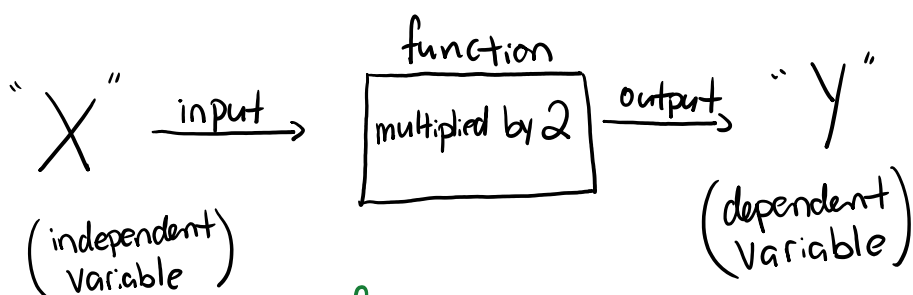 function
"X"
input
multiplied by 2
output
"Y"
(independent
variable)
(dependent
variable)